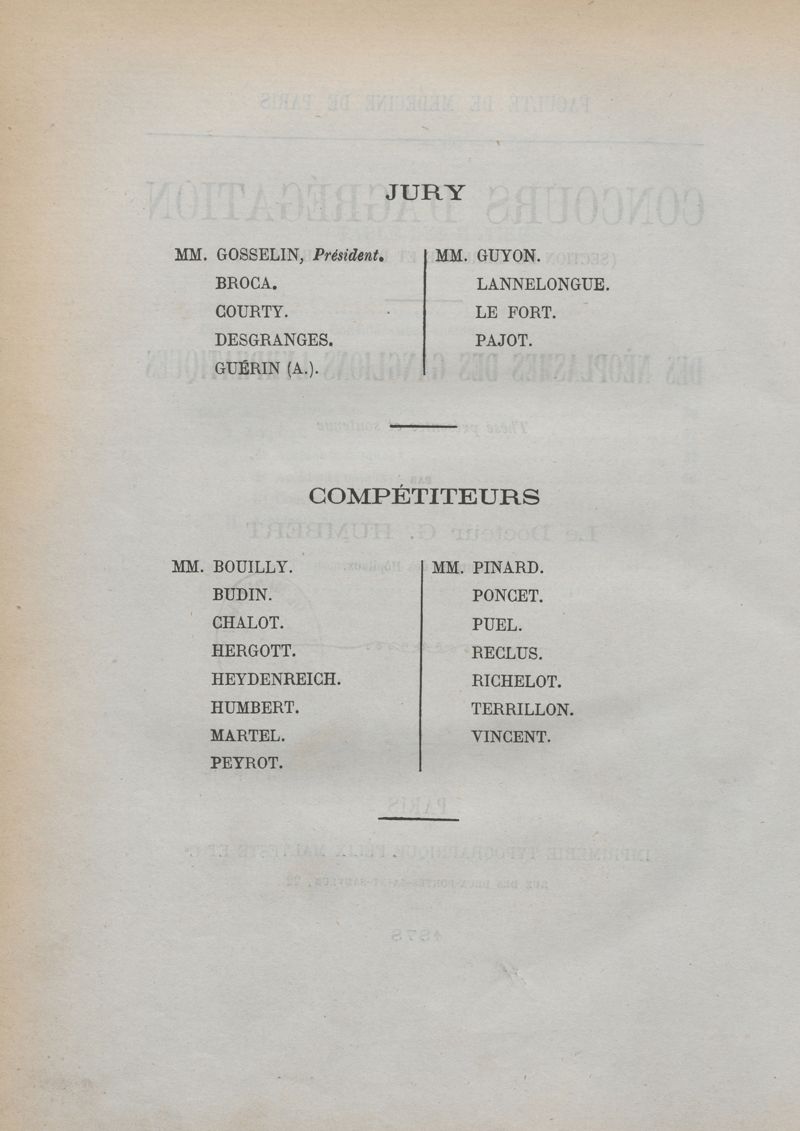 JURY
MM. GOSSELIN, Président.
BROCA.
COURTY.
DESGRANGES.
GUÉRIN (A.).
MM. GUYON.
LANNELONGUE.
LE FORT.
PAJOT.
COMPÉTITEURS
MM. BOUILLY.
BUDIN.
CHALOT.
HERGOTT.
HEYDENREICH.
HUMBERT.
MARTEL.
PEYROT.
MM. PINARD.
PONCET.
PUEL.
RECLUS.
RICHELOT.
TERRILLON.
VINCENT.